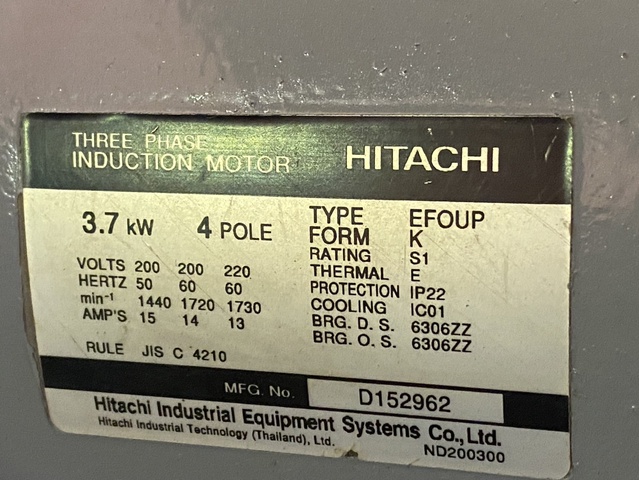 THREE PHASE
INDUCTION MOTOR HITACHI
3.7 kW 4 POLE
VOLTS 200 200 220
HERTZ 50 60 60
min⁻¹ 1440 1720 1730
AMP'S 15 14 13
RULE JIS C 4210
TYPE EFOUP
FORM K
RATING S1
THERMAL E
PROTECTION IP22
COOLING IC01
BRG. D. S. 6306ZZ
BRG. O. S. 6306ZZ
MFG. No. D152962
Hitachi Industrial Equipment Systems Co., Ltd.
Hitachi Industrial Technology (Thailand), Ltd.
ND200300